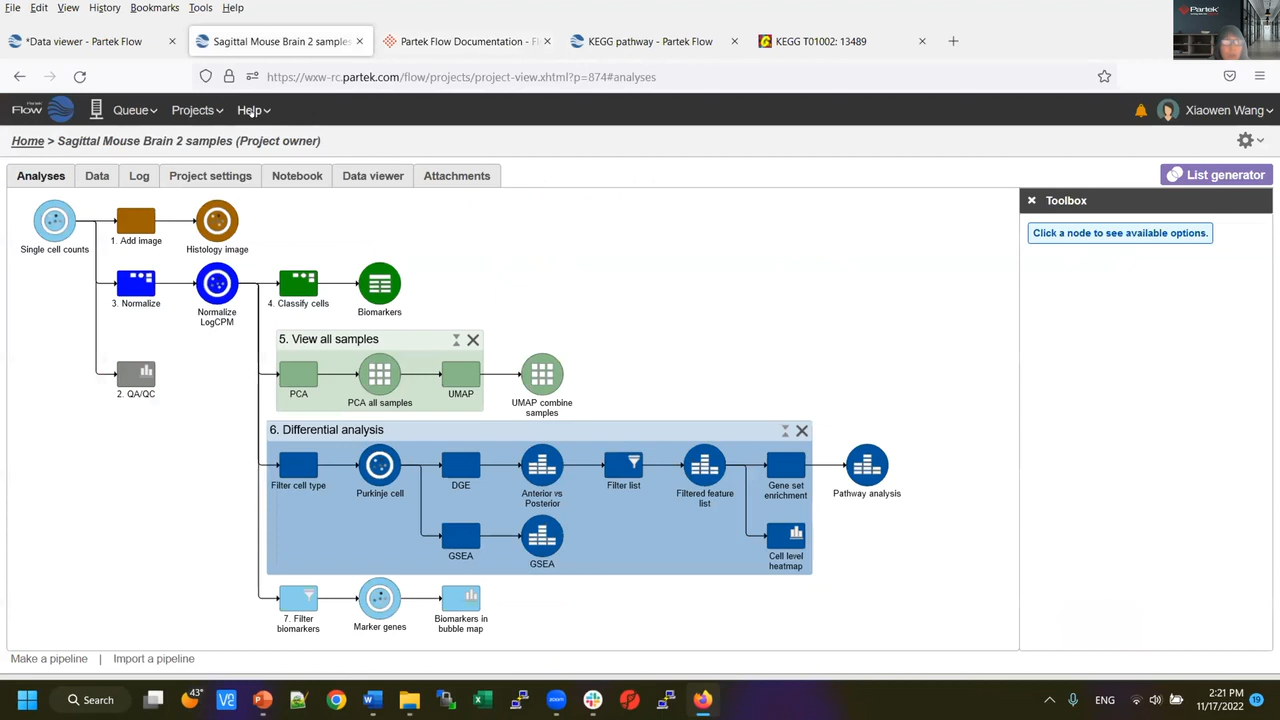 File Edit View History Bookmarks Tools Help
*Data viewer - Partek Flow
Sagittal Mouse Brain 2 samples
Partek Flow Documentation - Fl
KEGG pathway - Partek Flow
KEGG T01002: 13489
Partek
https://wxw-rc.partek.com/flow/projects/project-view.xhtml?p=874#analyses
Partek Flow Queue Projects Help Xiaowen Wang
Home > Sagittal Mouse Brain 2 samples (Project owner)
Analyses Data Log Project settings Notebook Data viewer Attachments
List generator
Toolbox
Click a node to see available options.
Single cell counts
1. Add image
Histology image
3. Normalize
Normalize
LogCPM
4. Classify cells
Biomarkers
5. View all samples
2. QA/QC
PCA
PCA all samples
UMAP
UMAP combine
samples
6. Differential analysis
Filter cell type
Purkinje cell
DGE
Anterior vs
Posterior
Filter list
Filtered feature
list
Gene set
enrichment
Pathway analysis
GSEA
GSEA
Cell level
heatmap
7. Filter
biomarkers
Marker genes
Biomarkers in
bubble map
Make a pipeline | Import a pipeline
Search
43°
ENG
2:21 PM
11/17/2022
19